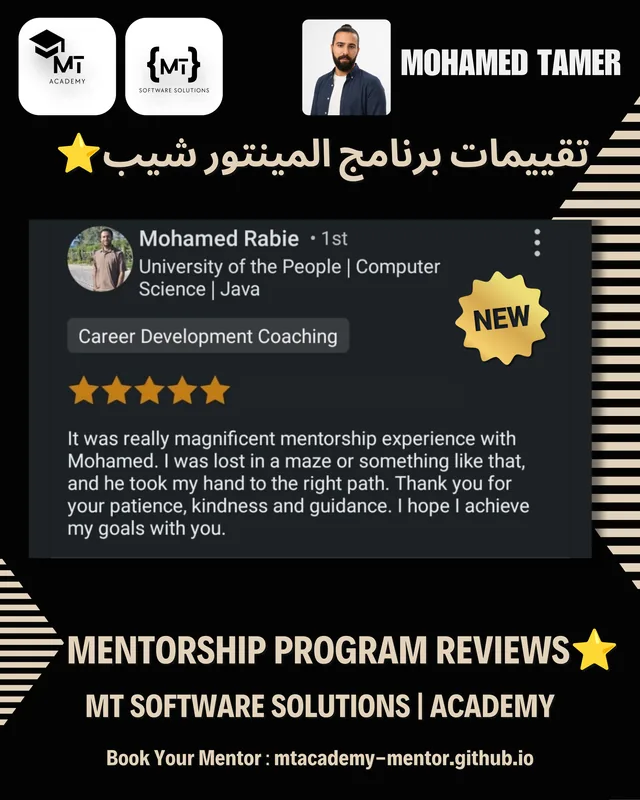 MT
ACADEMY
{MT}
SOFTWARE SOLUTIONS
MOHAMED TAMER
تقييمات برنامج المينتور شيب⭐
Mohamed Rabie • 1st
University of the People | Computer
Science | Java
NEW
Career Development Coaching
It was really magnificent mentorship experience with
Mohamed. I was lost in a maze or something like that,
and he took my hand to the right path. Thank you for
your patience, kindness and guidance. I hope I achieve
my goals with you.
MENTORSHIP PROGRAM REVIEWS⭐
MT SOFTWARE SOLUTIONS | ACADEMY
Book Your Mentor : mtacademy-mentor.github.io